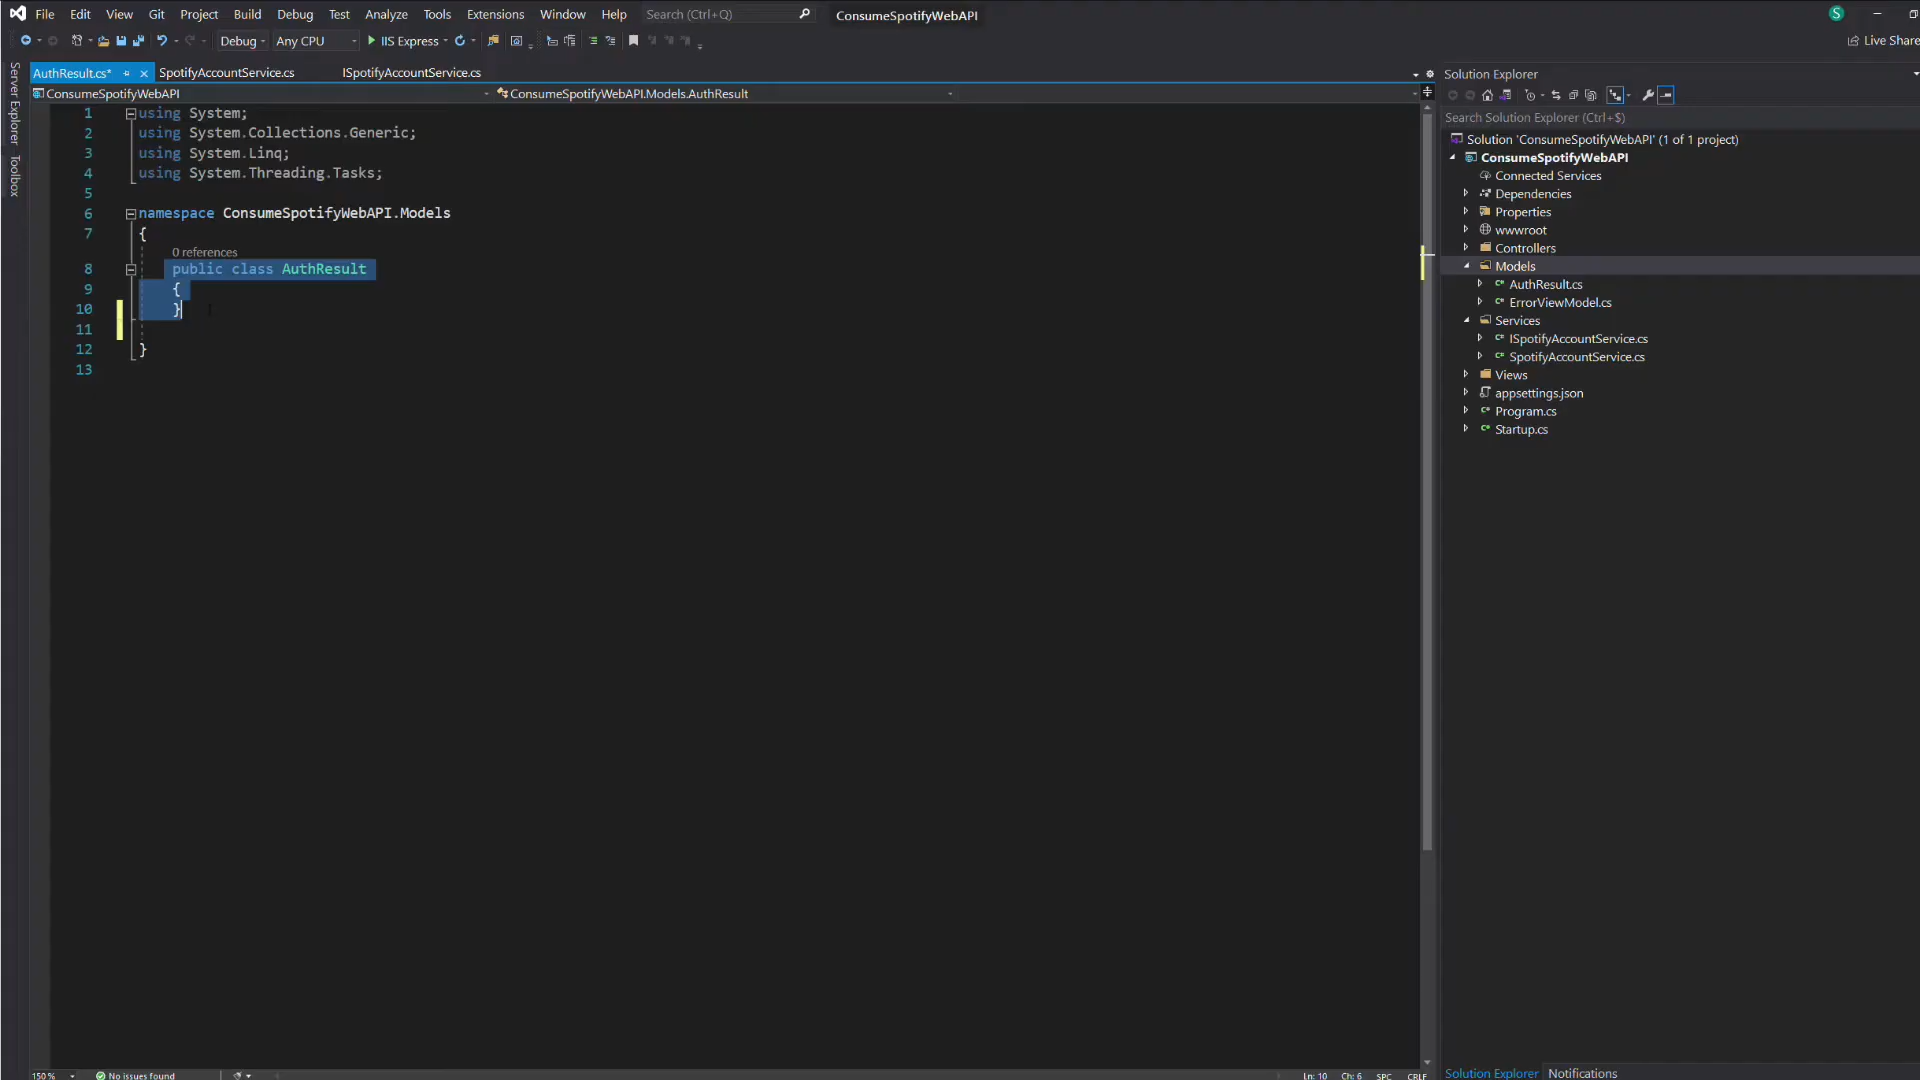 File Edit View Git Project Build Debug Test Analyze Tools Extensions Window Help Search (Ctrl+Q) ConsumeSpotifyWebAPI S
Debug Any CPU IIS Express Live Share
AuthResult.cs* SpotifyAccountService.cs ISpotifyAccountService.cs
ConsumeSpotifyWebAPI ConsumeSpotifyWebAPI.Models.AuthResult
Server Explorer
Toolbox
1 using System;
2 using System.Collections.Generic;
3 using System.Linq;
4 using System.Threading.Tasks;
5
6 namespace ConsumeSpotifyWebAPI.Models
7 {
0 references
8 public class AuthResult
9 {
10 }
11
12 }
13
Solution Explorer
Search Solution Explorer (Ctrl+$)
Solution 'ConsumeSpotifyWebAPI' (1 of 1 project)
ConsumeSpotifyWebAPI
Connected Services
Dependencies
Properties
wwwroot
Controllers
Models
AuthResult.cs
ErrorViewModel.cs
Services
ISpotifyAccountService.cs
SpotifyAccountService.cs
Views
appsettings.json
Program.cs
Startup.cs
150 % No issues found Ln: 10 Ch: 6 SPC CRLF
Solution Explorer Notifications